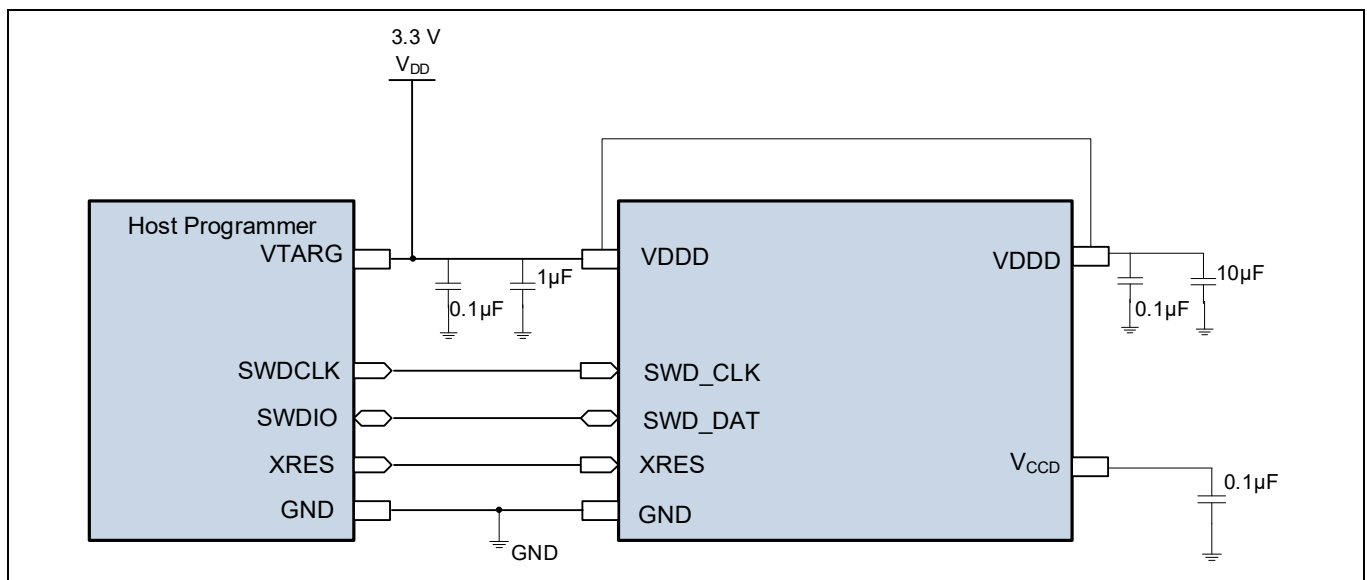 3.3 V
VDD
Host Programmer
VTARG
0.1µF
1µF
VDDD
VDDD
0.1µF
10µF
SWDCLK
SWD_CLK
SWDIO
SWD_DAT
XRES
XRES
VCCD
0.1µF
GND
GND
GND